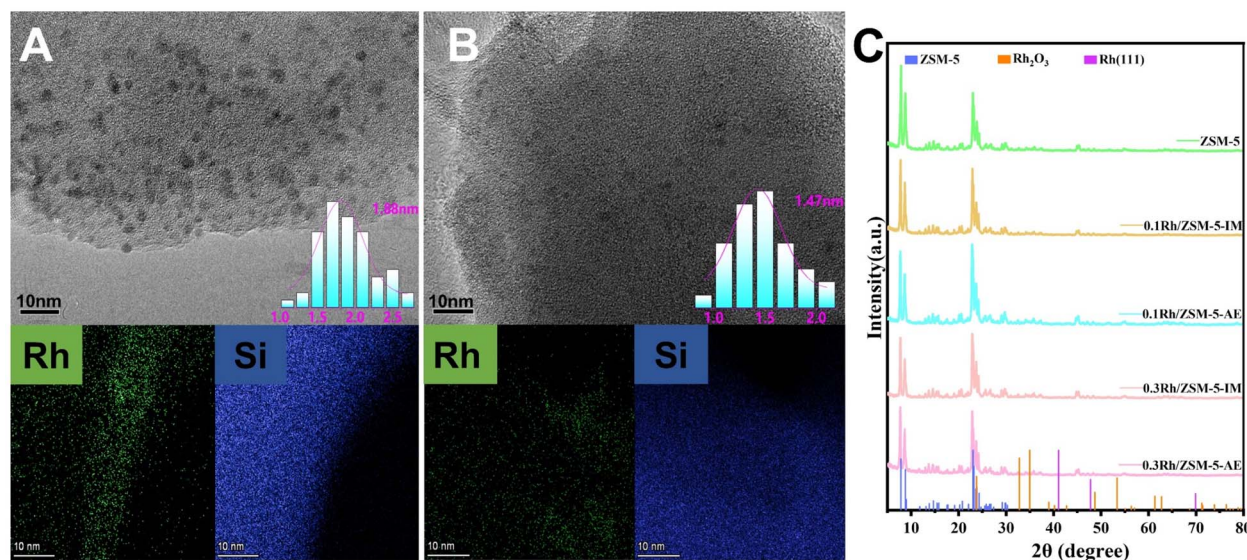 A
1.88nm
10nm
1.0 1.5 2.0 2.5
Rh
10 nm
Si
10 nm
B
1.47nm
10nm
1.0 1.5 2.0
Rh
10 nm
Si
10 nm
C
ZSM-5 Rh₂O₃ Rh(111)
ZSM-5
0.1Rh/ZSM-5-IM
0.1Rh/ZSM-5-AE
0.3Rh/ZSM-5-IM
0.3Rh/ZSM-5-AE
Intensity(a.u.)
10 20 30 40 50 60 70 80
2θ (degree)